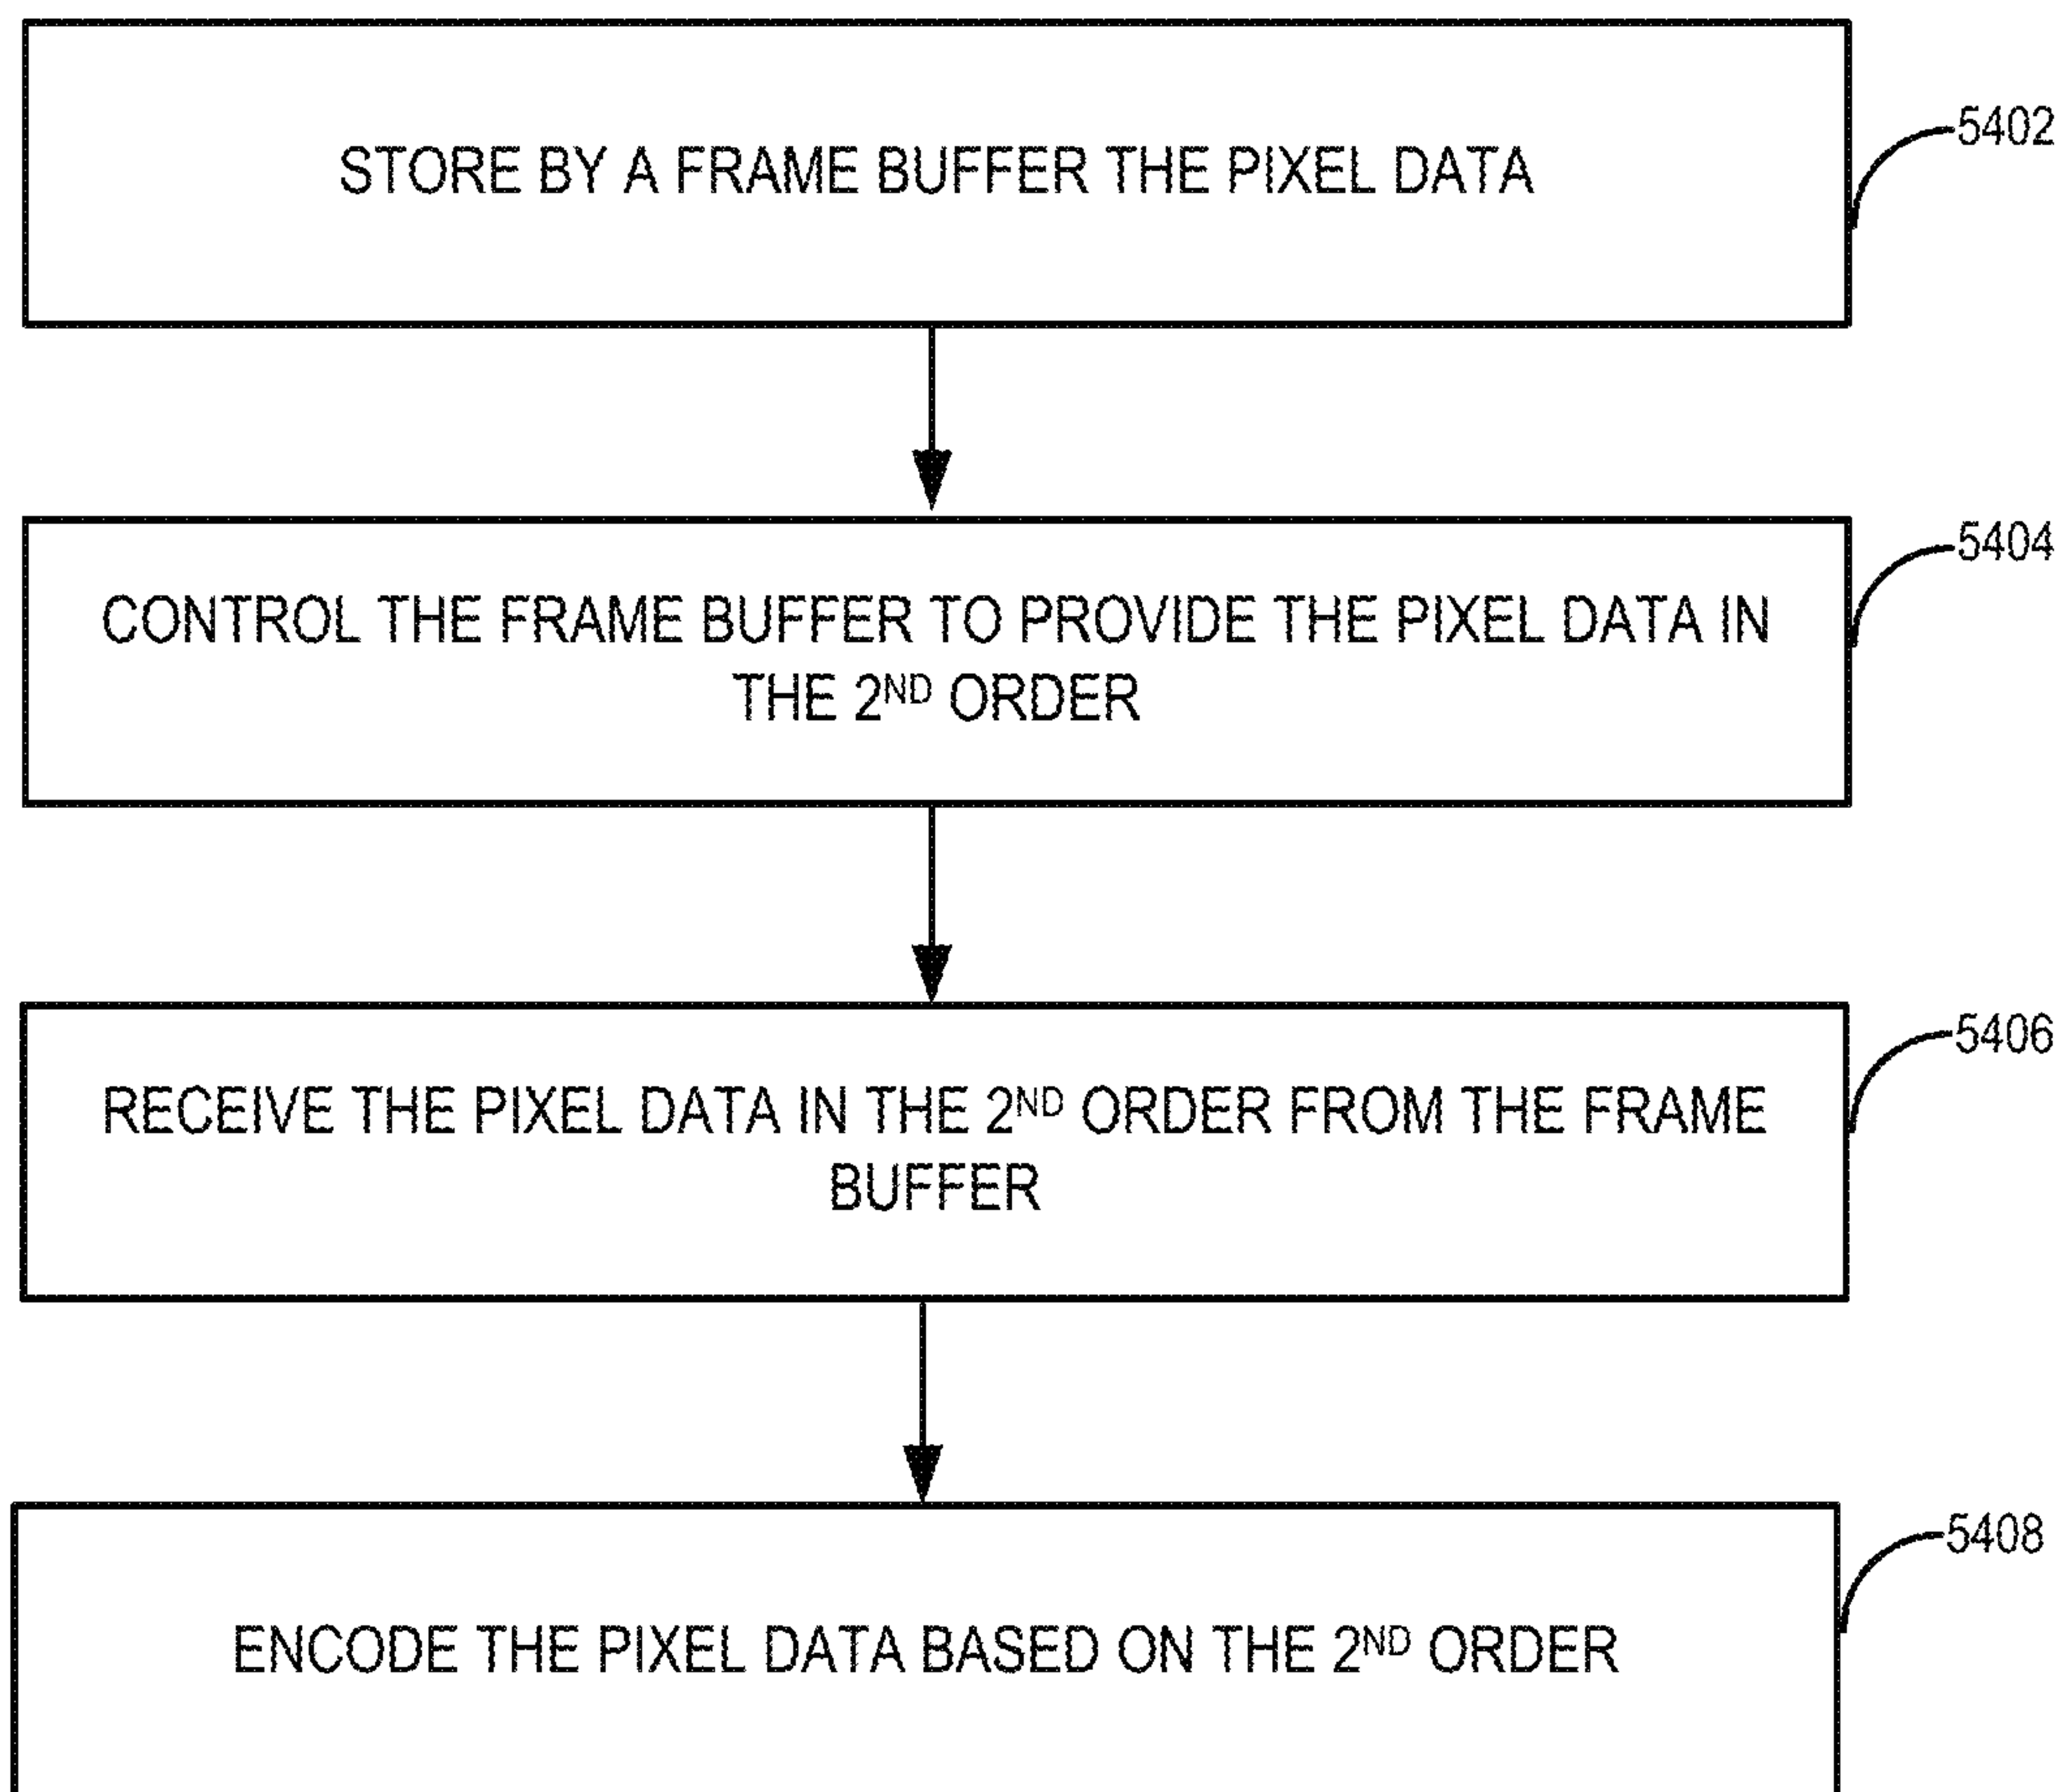 STORE BY A FRAME BUFFER THE PIXEL DATA
5402
CONTROL THE FRAME BUFFER TO PROVIDE THE PIXEL DATA IN
THE 2ND ORDER
5404
RECEIVE THE PIXEL DATA IN THE 2ND ORDER FROM THE FRAME
BUFFER
5406
ENCODE THE PIXEL DATA BASED ON THE 2ND ORDER
5408